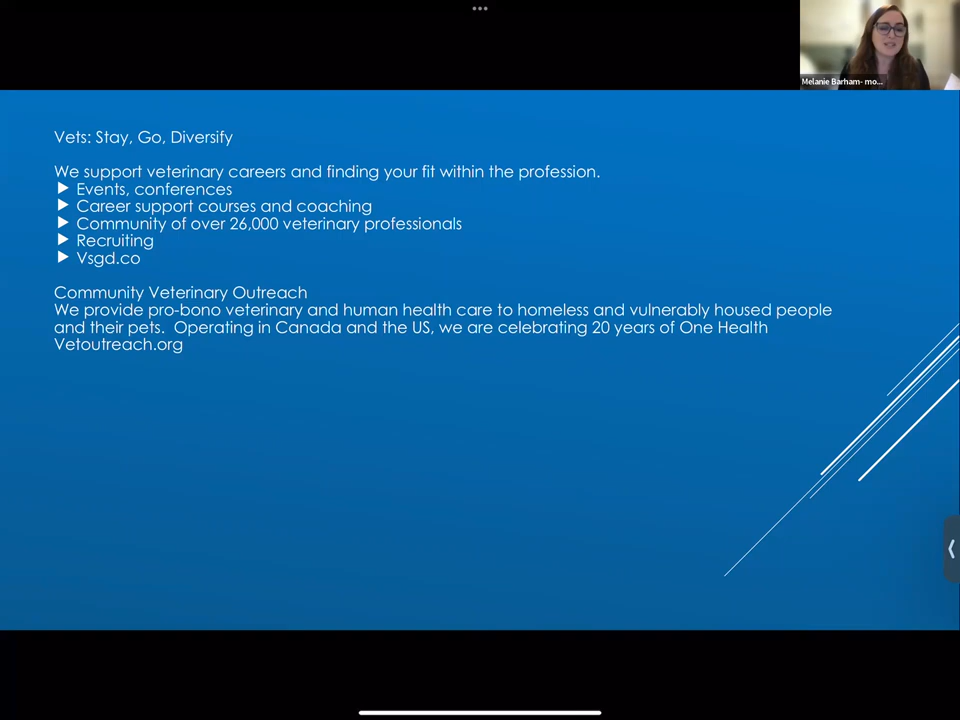 Melanie Barham- mo...
Vets: Stay, Go, Diversify
We support veterinary careers and finding your fit within the profession.
Events, conferences
Career support courses and coaching
Community of over 26,000 veterinary professionals
Recruiting
Vsgd.co
Community Veterinary Outreach
We provide pro-bono veterinary and human health care to homeless and vulnerably housed people
and their pets.  Operating in Canada and the US, we are celebrating 20 years of One Health
Vetoutreach.org